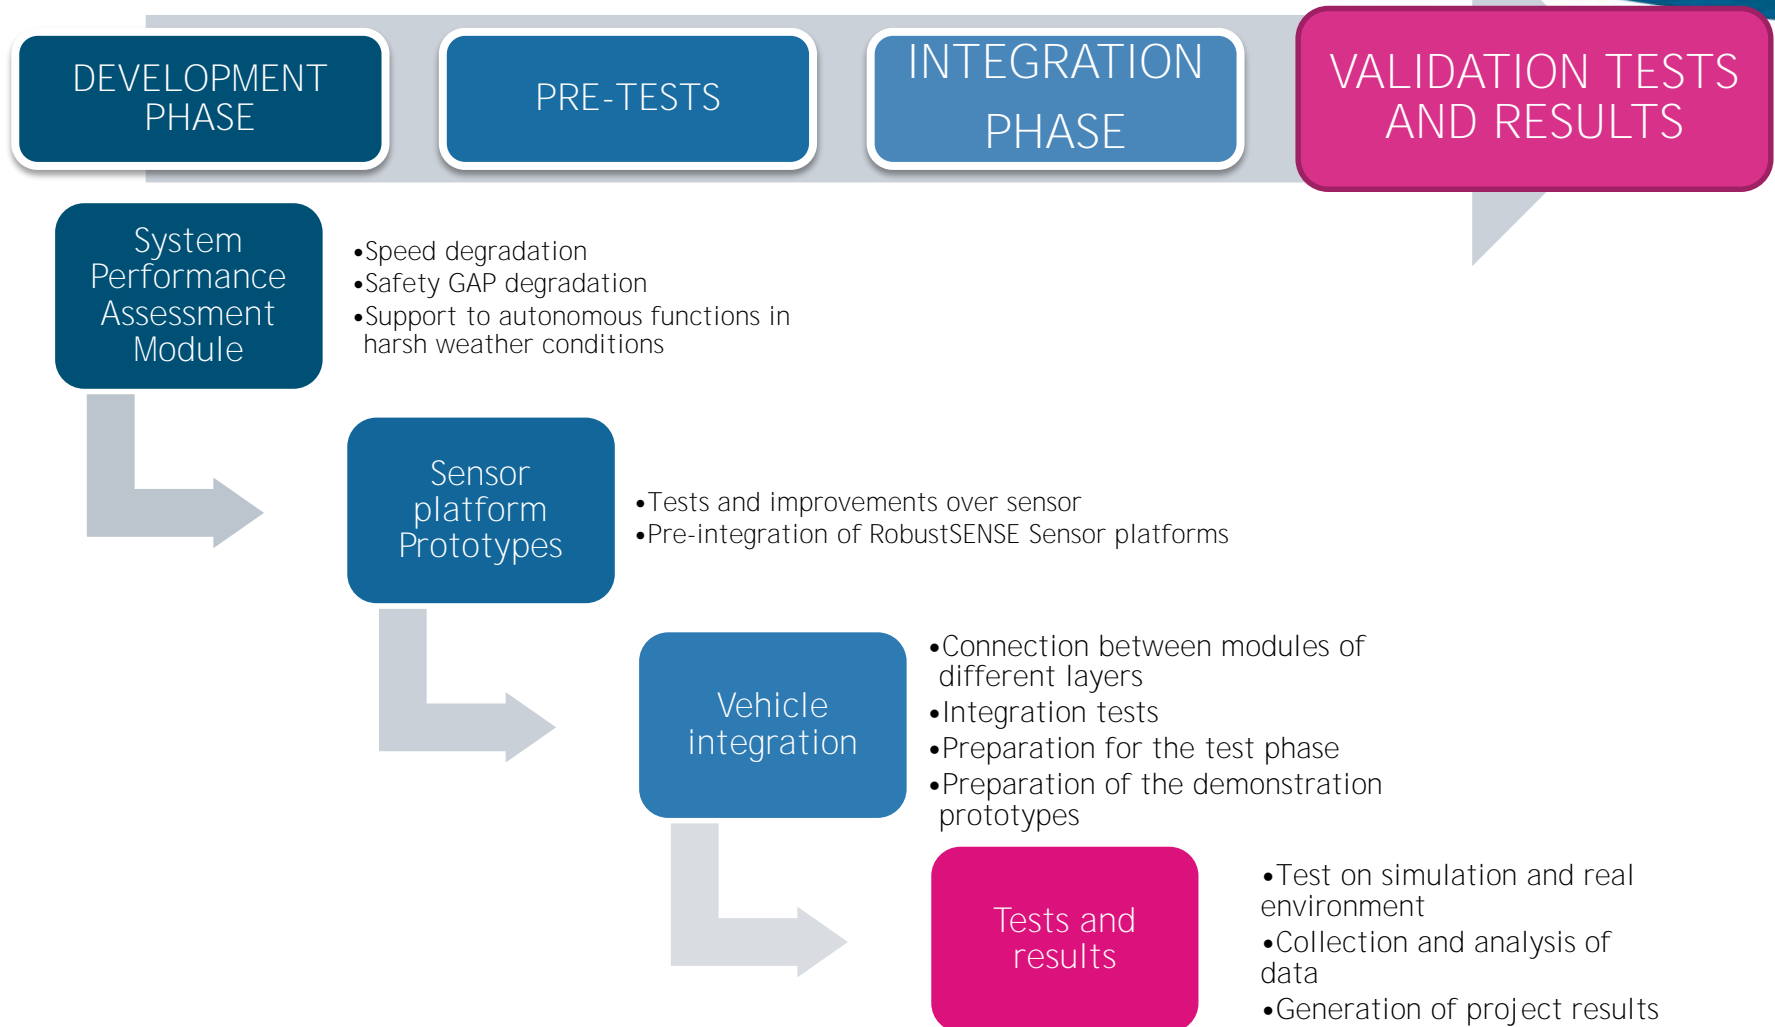 DEVELOPMENT
PHASE
PRE-TESTS
INTEGRATION
PHASE
VALIDATION TESTS
AND RESULTS
System
Performance
Assessment
Module
•Speed degradation
•Safety GAP degradation
•Support to autonomous functions in
harsh weather conditions
Sensor
platform
Prototypes
•Tests and improvements over sensor
•Pre-integration of RobustSENSE Sensor platforms
Vehicle
integration
•Connection between modules of
different layers
•Integration tests
•Preparation for the test phase
•Preparation of the demonstration
prototypes
Tests and
results
•Test on simulation and real
environment
•Collection and analysis of
data
•Generation of project results